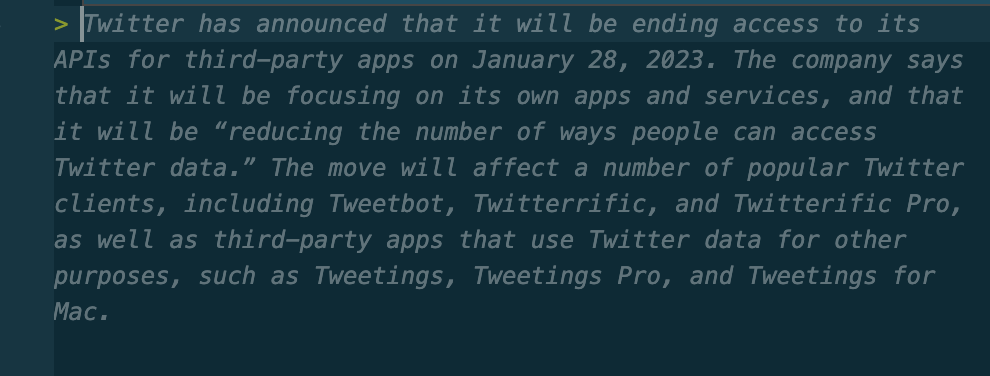 > Twitter has announced that it will be ending access to its
APIs for third-party apps on January 28, 2023. The company says
that it will be focusing on its own apps and services, and that
it will be “reducing the number of ways people can access
Twitter data.” The move will affect a number of popular Twitter
clients, including Tweetbot, Twitterrific, and Twitterific Pro,
as well as third-party apps that use Twitter data for other
purposes, such as Tweetings, Tweetings Pro, and Tweetings for
Mac.